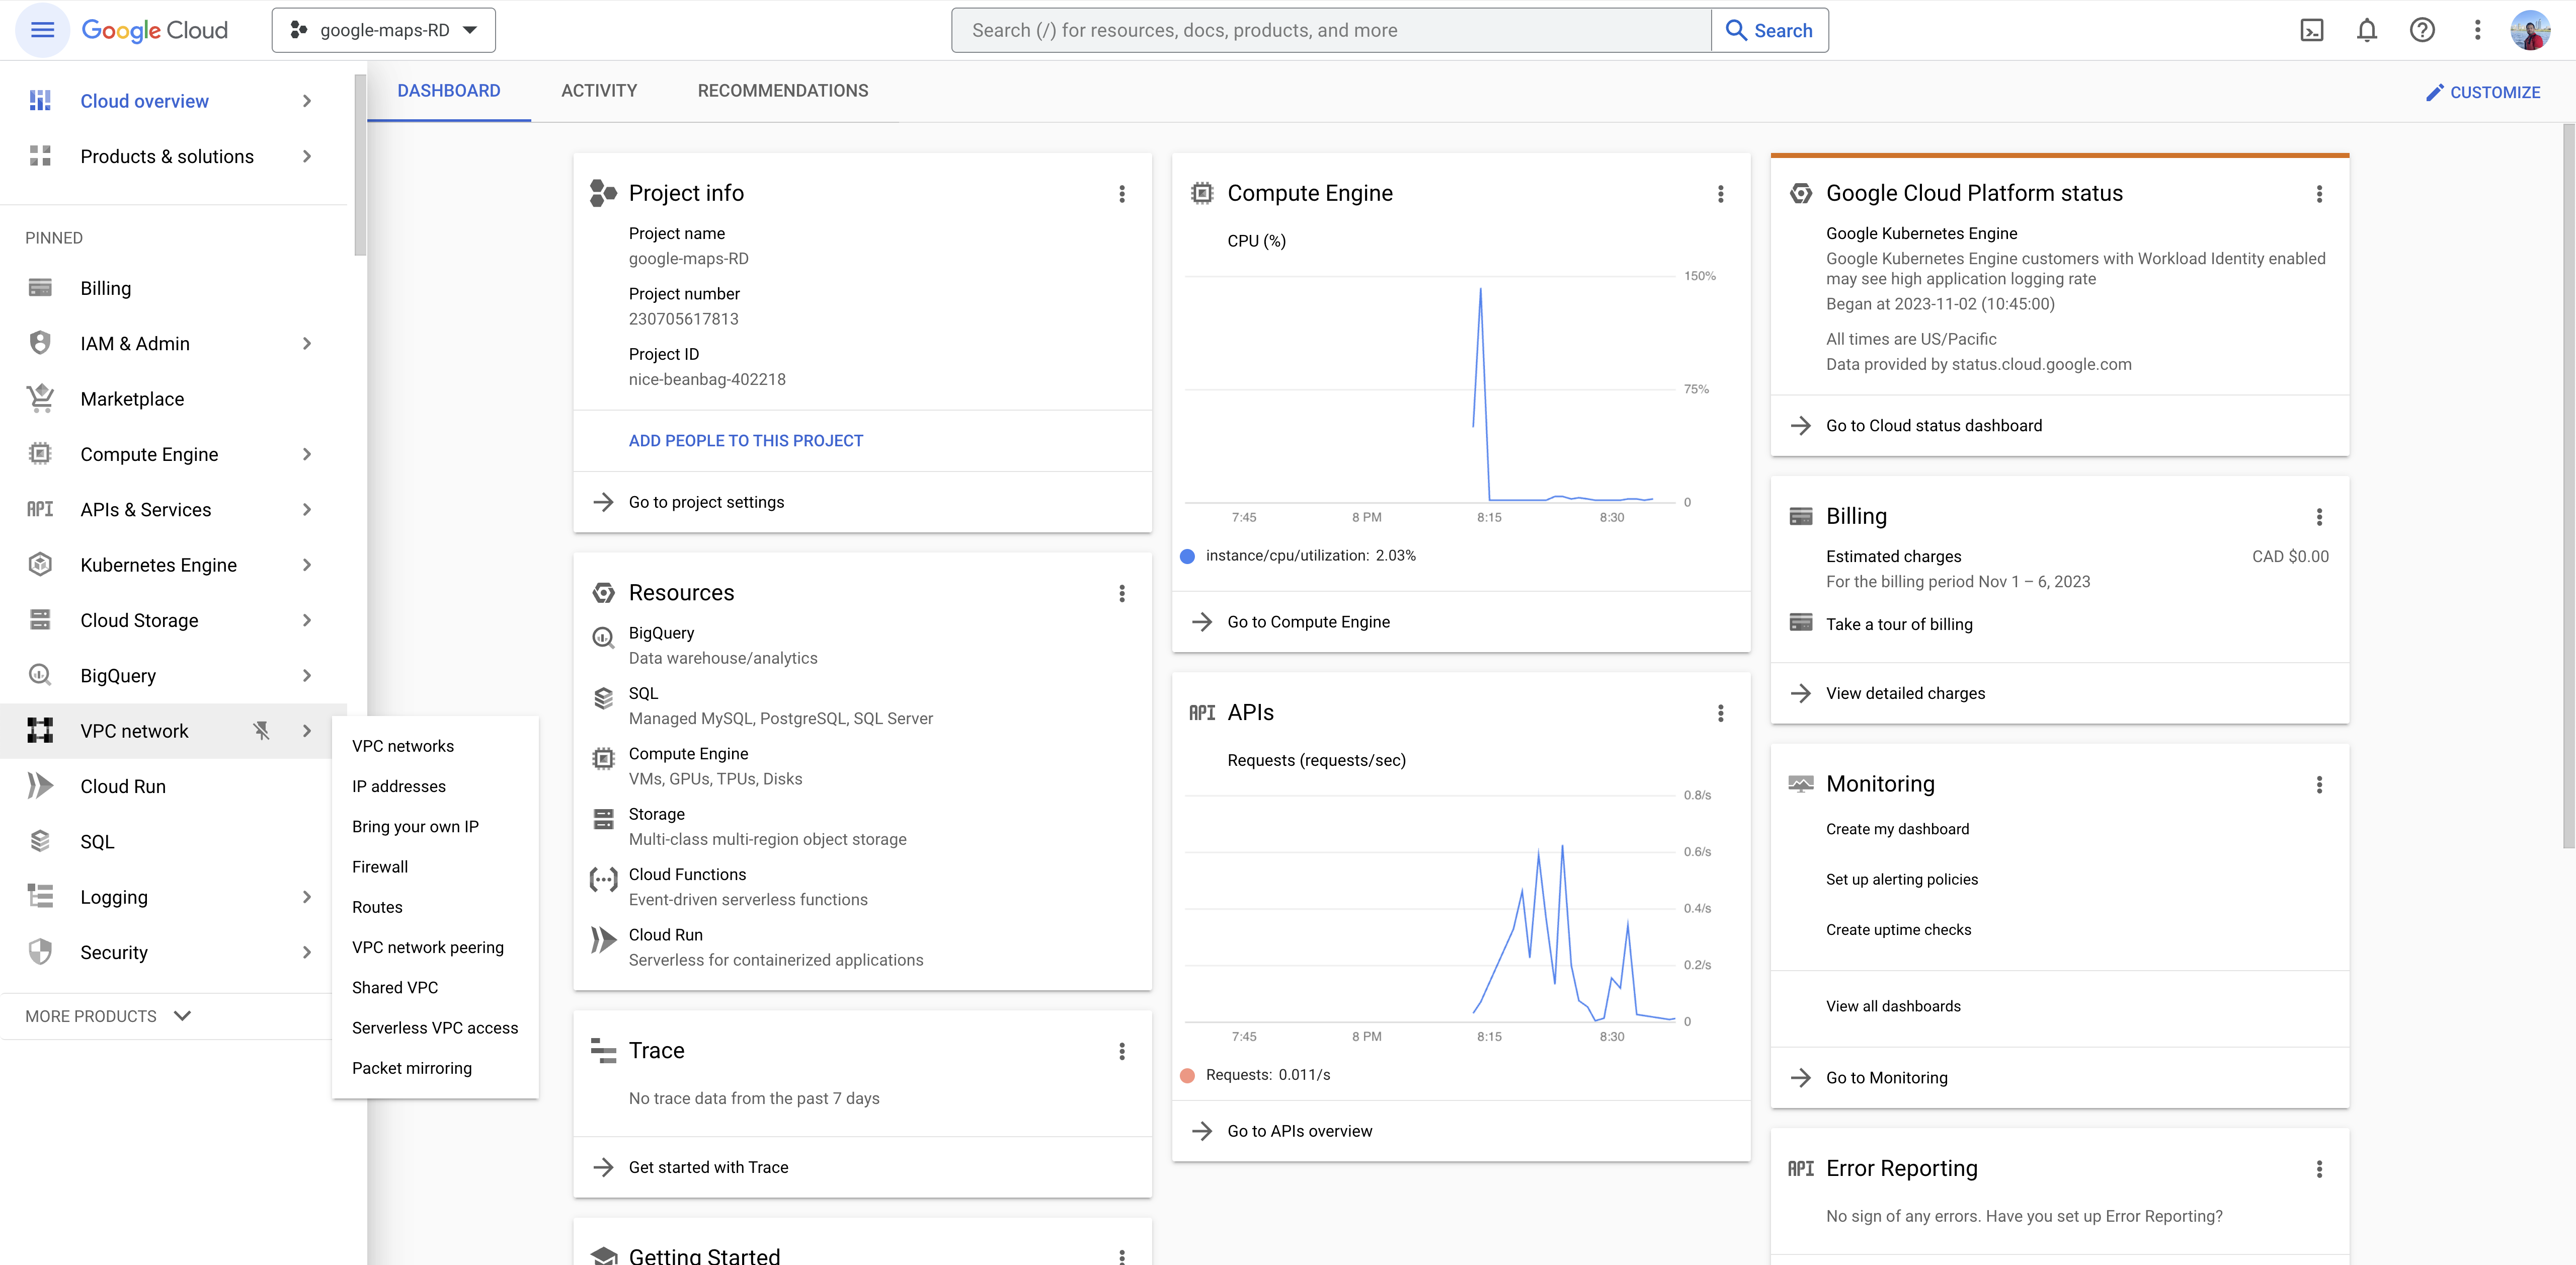 Google Cloud
google-maps-RD
Search (/) for resources, docs, products, and more
Search
Cloud overview
Products & solutions
PINNED
Billing
IAM & Admin
Marketplace
Compute Engine
API
APIs & Services
Kubernetes Engine
Cloud Storage
BigQuery
VPC network
Cloud Run
SQL
Logging
Security
MORE PRODUCTS
VPC networks
IP addresses
Bring your own IP
Firewall
Routes
VPC network peering
Shared VPC
Serverless VPC access
Packet mirroring
DASHBOARD
ACTIVITY
RECOMMENDATIONS
CUSTOMIZE
Project info
Project name
google-maps-RD
Project number
230705617813
Project ID
nice-beanbag-402218
ADD PEOPLE TO THIS PROJECT
Go to project settings
Resources
BigQuery
Data warehouse/analytics
SQL
Managed MySQL, PostgreSQL, SQL Server
Compute Engine
VMs, GPUs, TPUs, Disks
Storage
Multi-class multi-region object storage
Cloud Functions
Event-driven serverless functions
Cloud Run
Serverless for containerized applications
Trace
No trace data from the past 7 days
Get started with Trace
Getting Started
Compute Engine
CPU (%)
150%
75%
0
7:45 8 PM 8:15 8:30
instance/cpu/utilization: 2.03%
Go to Compute Engine
API APIs
Requests (requests/sec)
0.8/s
0.6/s
0.4/s
0.2/s
0
7:45 8 PM 8:15 8:30
Requests: 0.011/s
Go to APIs overview
Google Cloud Platform status
Google Kubernetes Engine
Google Kubernetes Engine customers with Workload Identity enabled
may see high application logging rate
Began at 2023-11-02 (10:45:00)
All times are US/Pacific
Data provided by status.cloud.google.com
Go to Cloud status dashboard
Billing
Estimated charges CAD $0.00
For the billing period Nov 1 – 6, 2023
Take a tour of billing
View detailed charges
Monitoring
Create my dashboard
Set up alerting policies
Create uptime checks
View all dashboards
Go to Monitoring
API Error Reporting
No sign of any errors. Have you set up Error Reporting?